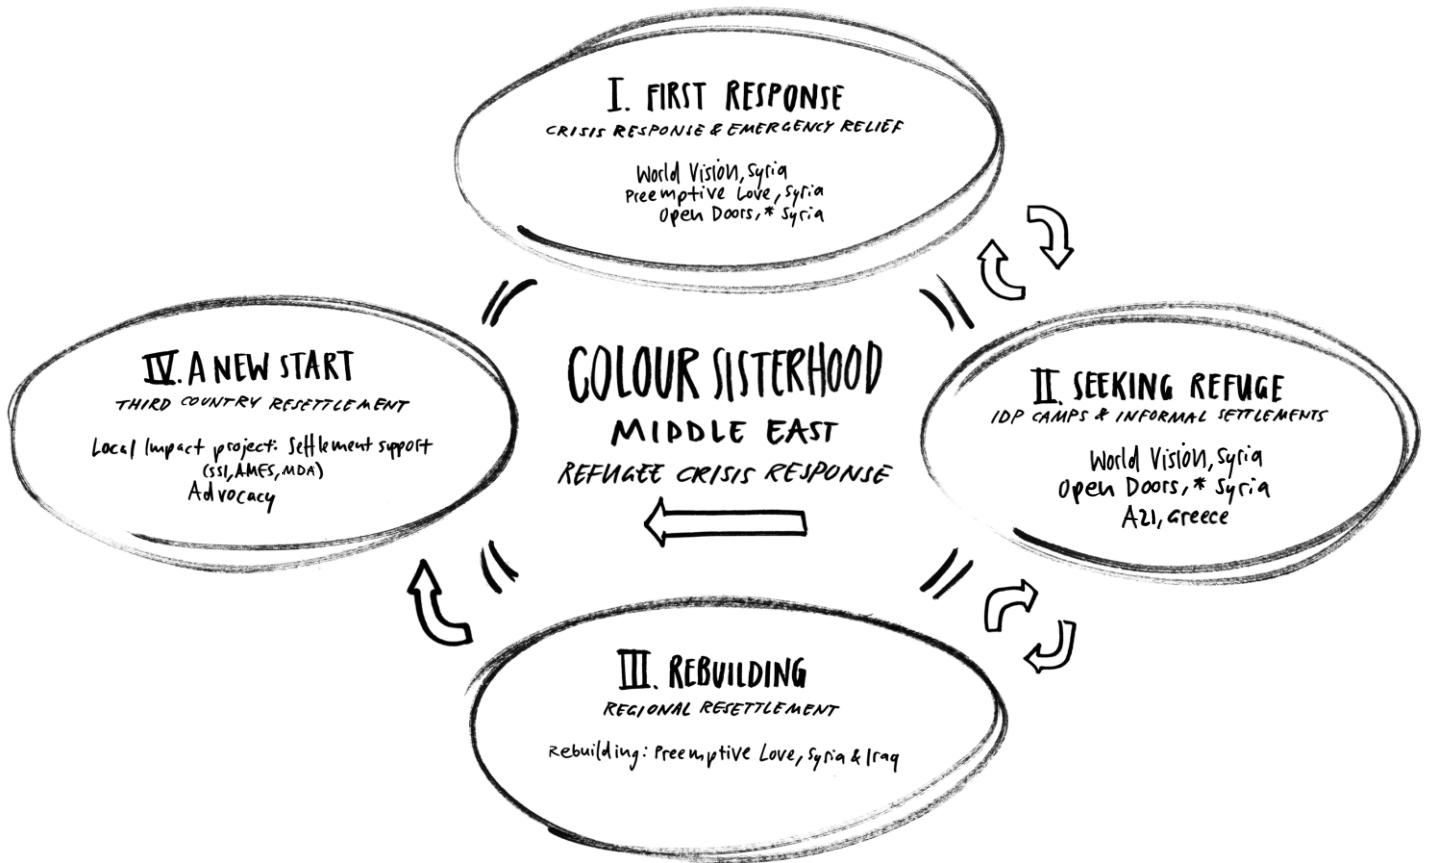 I. FIRST RESPONSE
CRISIS RESPONSE & EMERGENCY RELIEF
World Vision, Syria
Preemptive Love, Syria
Open Doors, * Syria
IV. A NEW START
THIRD COUNTRY RESETTLEMENT
Local Impact project: Settlement support
(SSI, AMES, MDA)
Advocacy
COLOUR SISTERHOOD
MIDDLE EAST
REFUGEE CRISIS RESPONSE
II. SEEKING REFUGE
IDP CAMPS & INFORMAL SETTLEMENTS
World Vision, Syria
Open Doors, * Syria
A21, Greece
III. REBUILDING
REGIONAL RESETTLEMENT
Rebuilding: Preemptive Love, Syria & Iraq